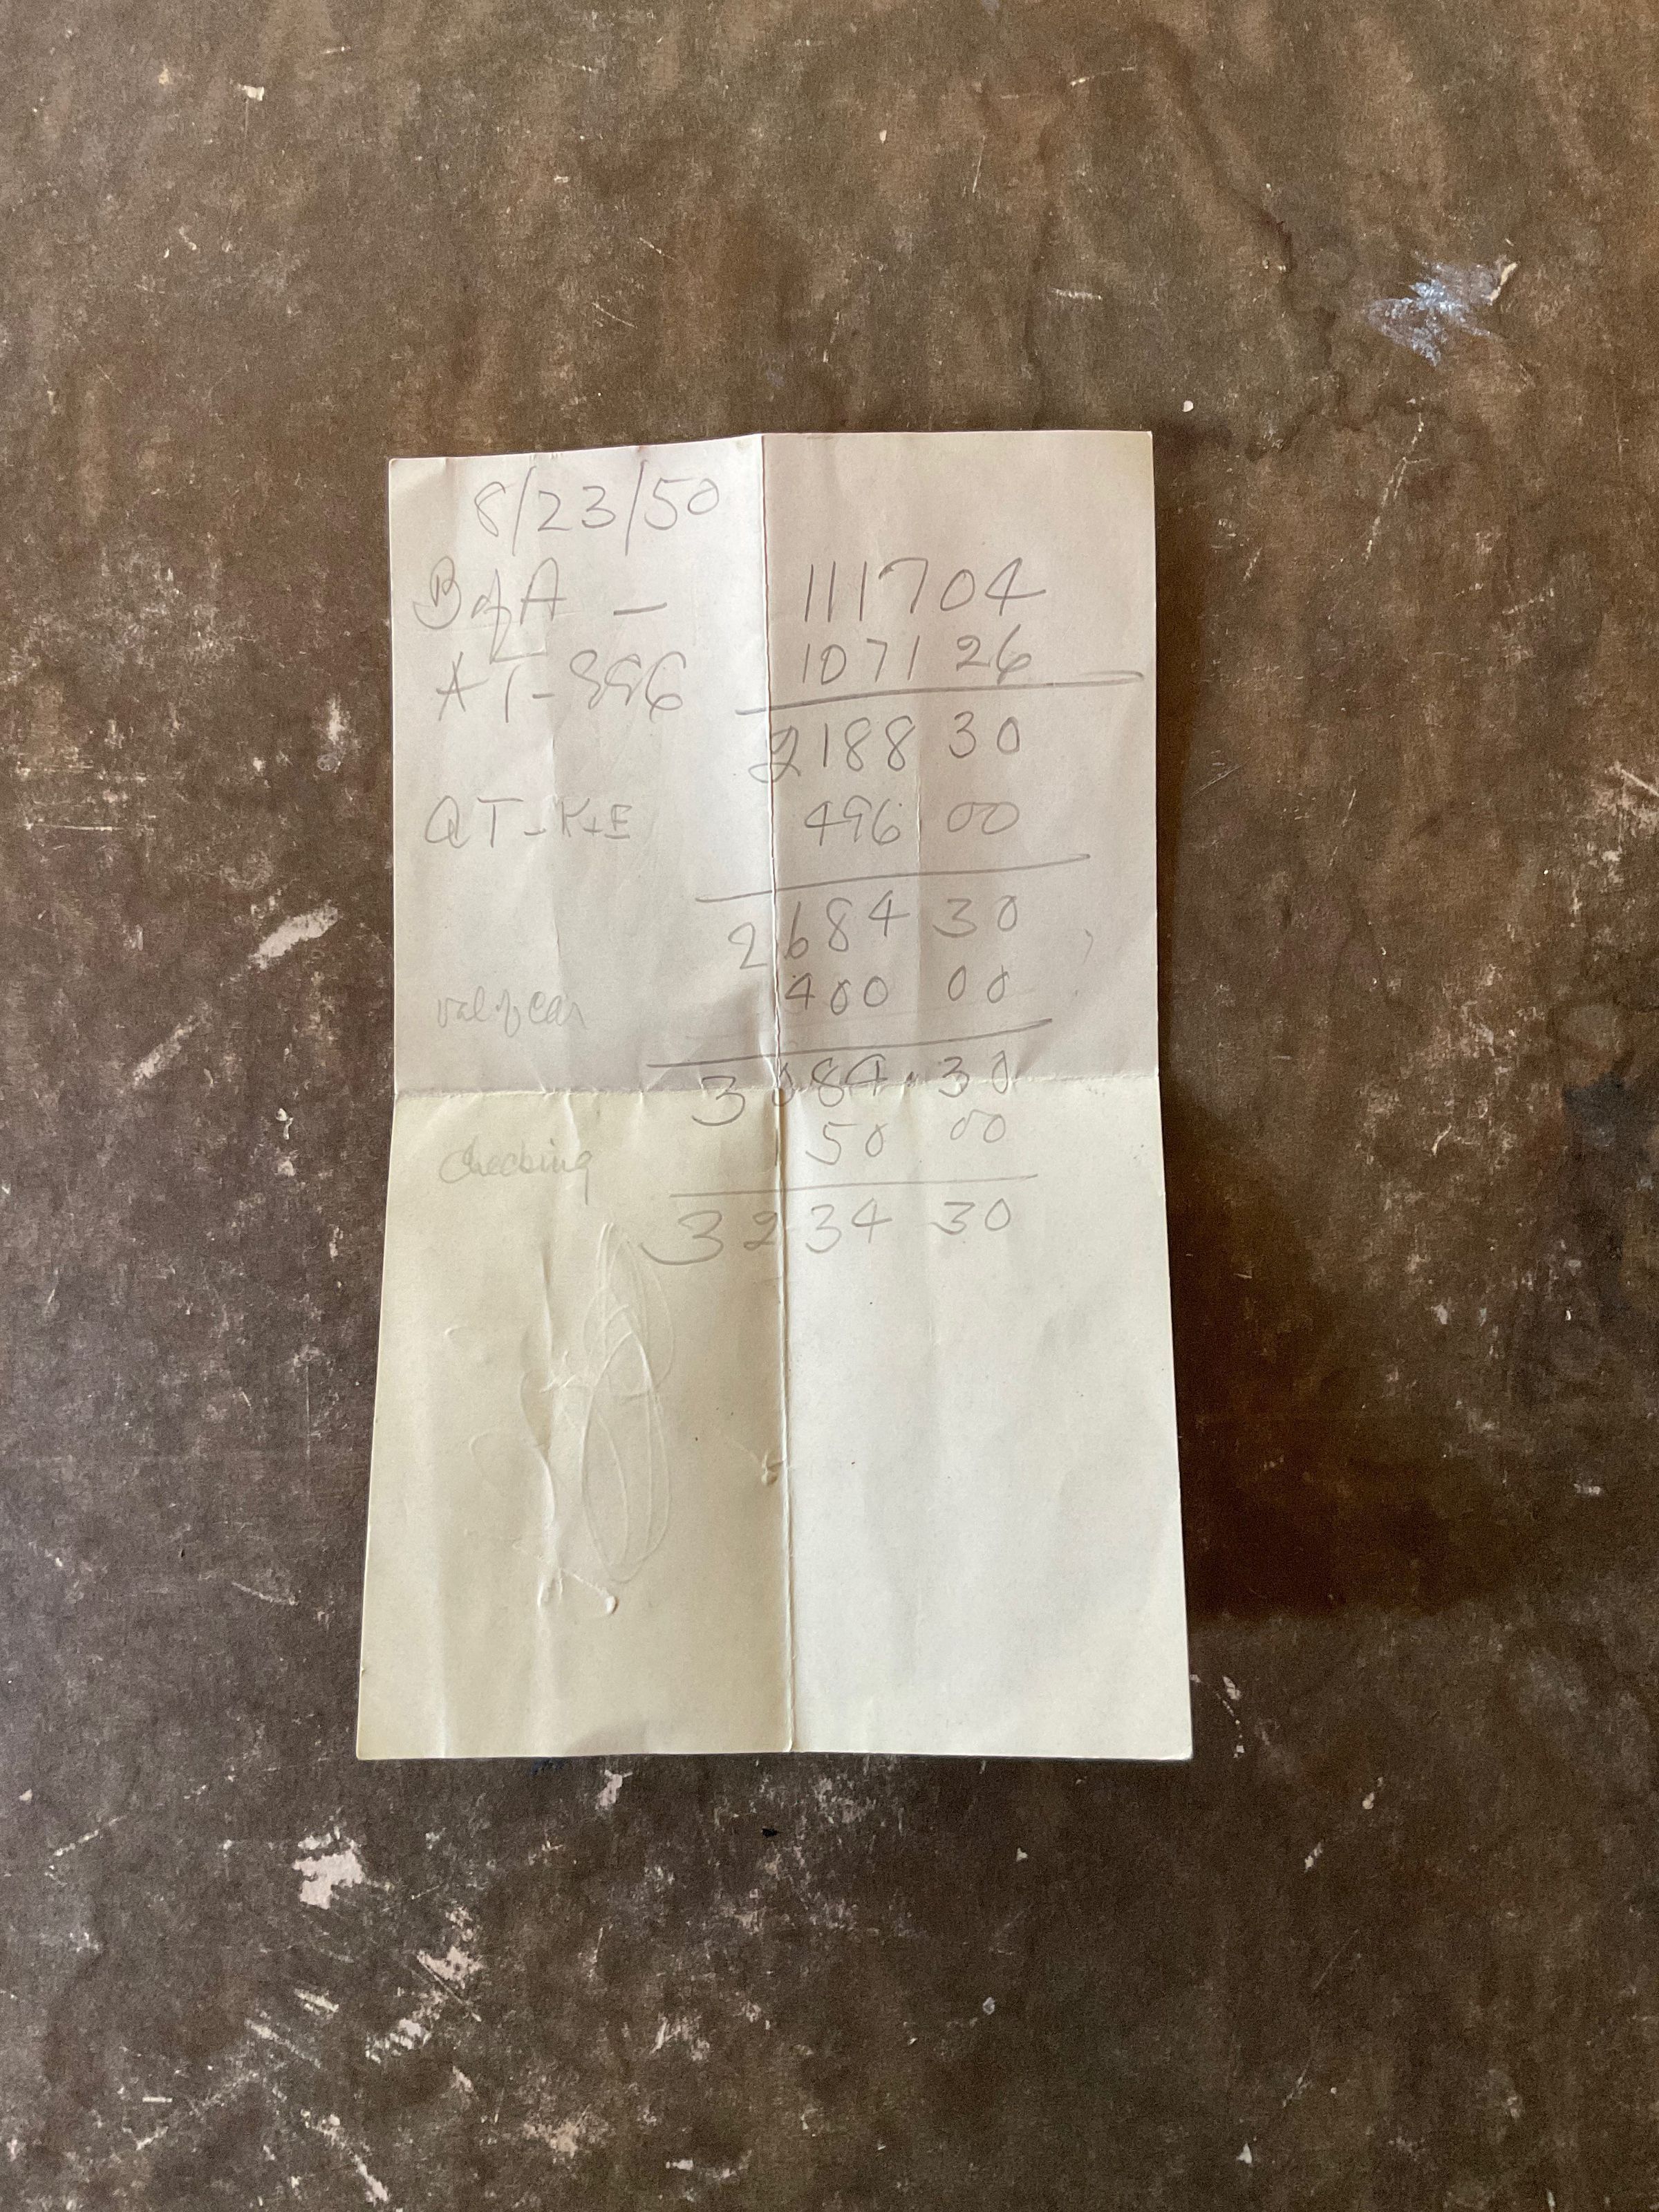 8/23/50
B of A — 1117 04
AT - 896 1071 26
2188 30
QT - K+E 496 00
2684 30
val of car 400 00
3084.30
checking 150 00
3234 30